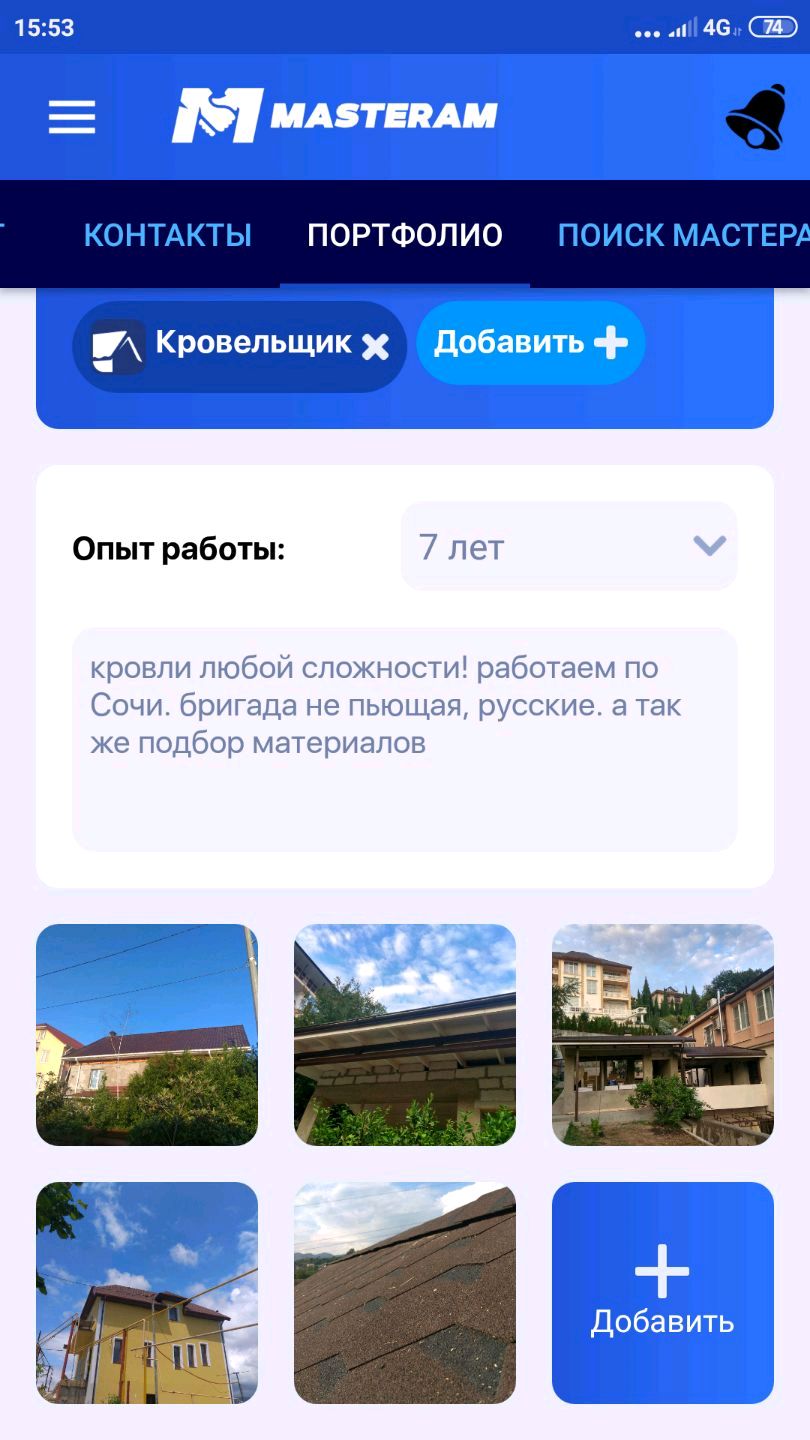 15:53
4G
74
MASTERAM
КОНТАКТЫ
ПОРТФОЛИО
ПОИСК МАСТЕРА
Кровельщик
Добавить
Опыт работы:
7 лет
кровли любой сложности! работаем по
Сочи. бригада не пьющая, русские. а так
же подбор материалов
Добавить